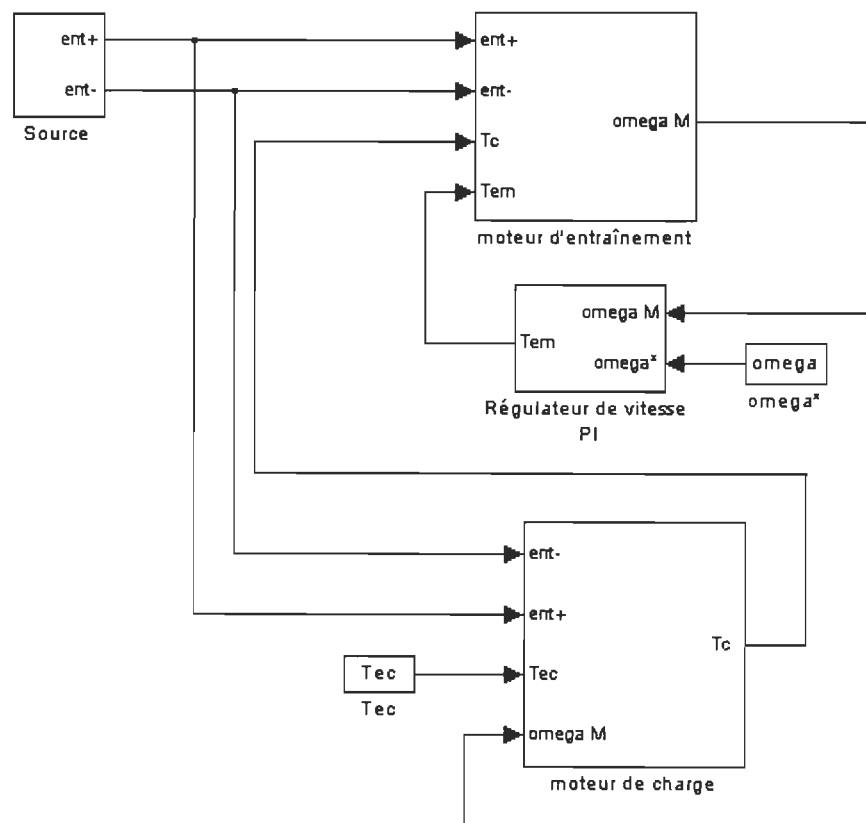 ent+
ent-
Source
ent+
ent-
Tc
Tem
omega M
moteur d'entraînement
omega M
Tem
omega*
Régulateur de vitesse
PI
omega
omega*
ent-
ent+
Tec
omega M
Tc
moteur de charge
Tec
Tec